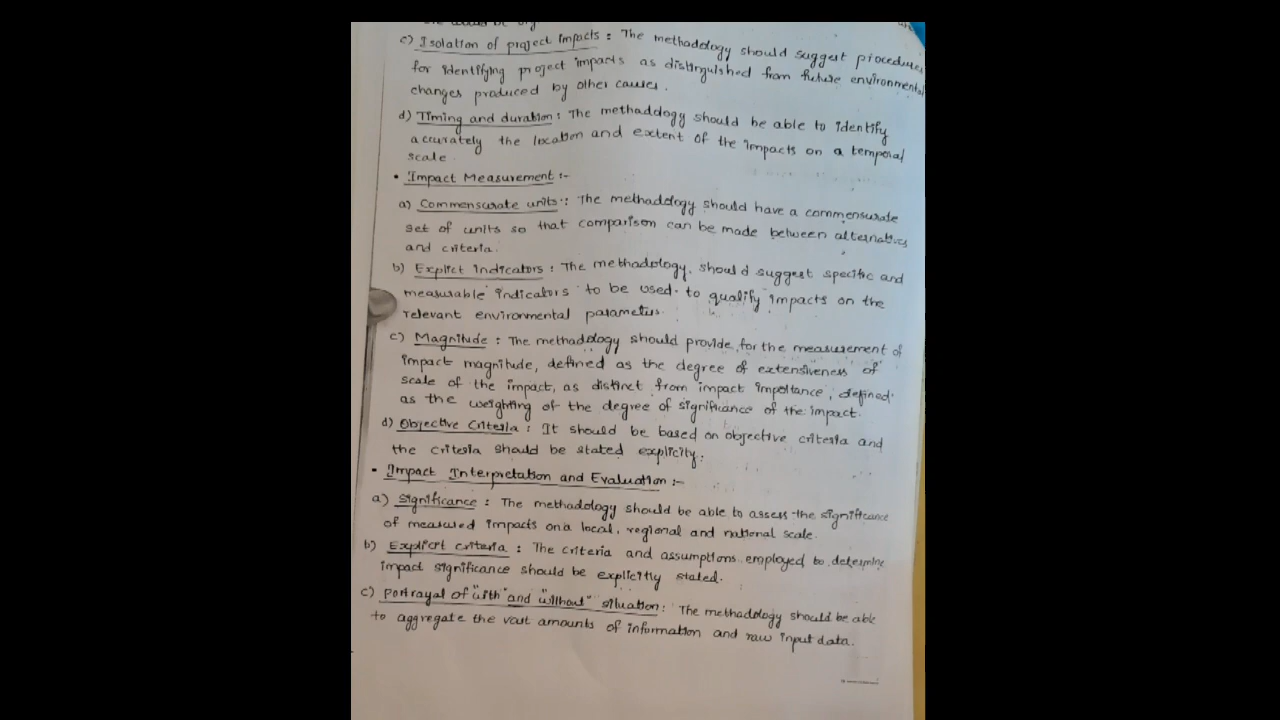 c) Isolation of project impacts : The methodology should suggest procedures
for identifying project impacts as distinguished from future environmental
changes produced by other causes.
d) Timing and duration : The methodology should be able to identify
accurately the location and extent of the impacts on a temporal
scale
• Impact Measurement :-
a) Commensurate units : The methodology should have a commensurate
set of units so that comparison can be made between alternatives
and criteria.
b) Explict indicators : The methodology, should suggest specific and
measurable indicators to be used to qualify impacts on the
relevant environmental parameters.
c) Magnitude : The methodology should provide for the measurement of
impact magnitude, defined as the degree of extensiveness of
scale of the impact, as distinct from impact importance, defined
as the weighting of the degree of significance of the impact.
d) Objective Criteria : It should be based on objective criteria and
the criteria should be stated explicity.
• Impact Interpretation and Evaluation :-
a) Significance : The methodology should be able to assess the significance
of measured impacts on a local, regional and national scale.
b) Explicit criteria : The criteria and assumptions employed to determine
impact significance should be explicitly stated.
c) portrayal of "with" and "without" situation : The methodology should be able
to aggregate the vast amounts of information and raw input data.